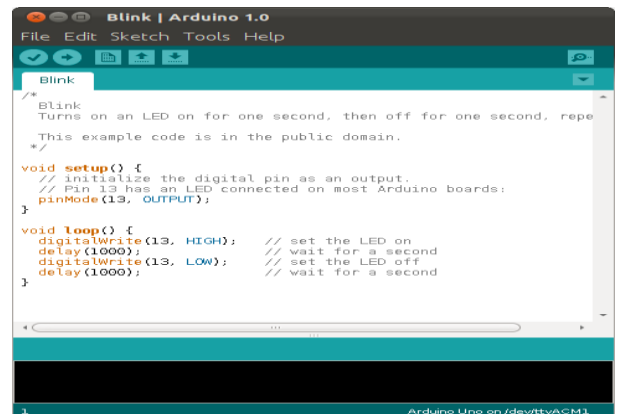 Blink | Arduino 1.0
File Edit Sketch Tools Help
Blink
/*
  Blink
  Turns on an LED on for one second, then off for one second, repe

  This example code is in the public domain.
 */

void setup() {
  // initialize the digital pin as an output.
  // Pin 13 has an LED connected on most Arduino boards:
  pinMode(13, OUTPUT);
}

void loop() {
  digitalWrite(13, HIGH);   // set the LED on
  delay(1000);              // wait for a second
  digitalWrite(13, LOW);    // set the LED off
  delay(1000);              // wait for a second
}
1 Arduino Uno on /dev/ttyACM1